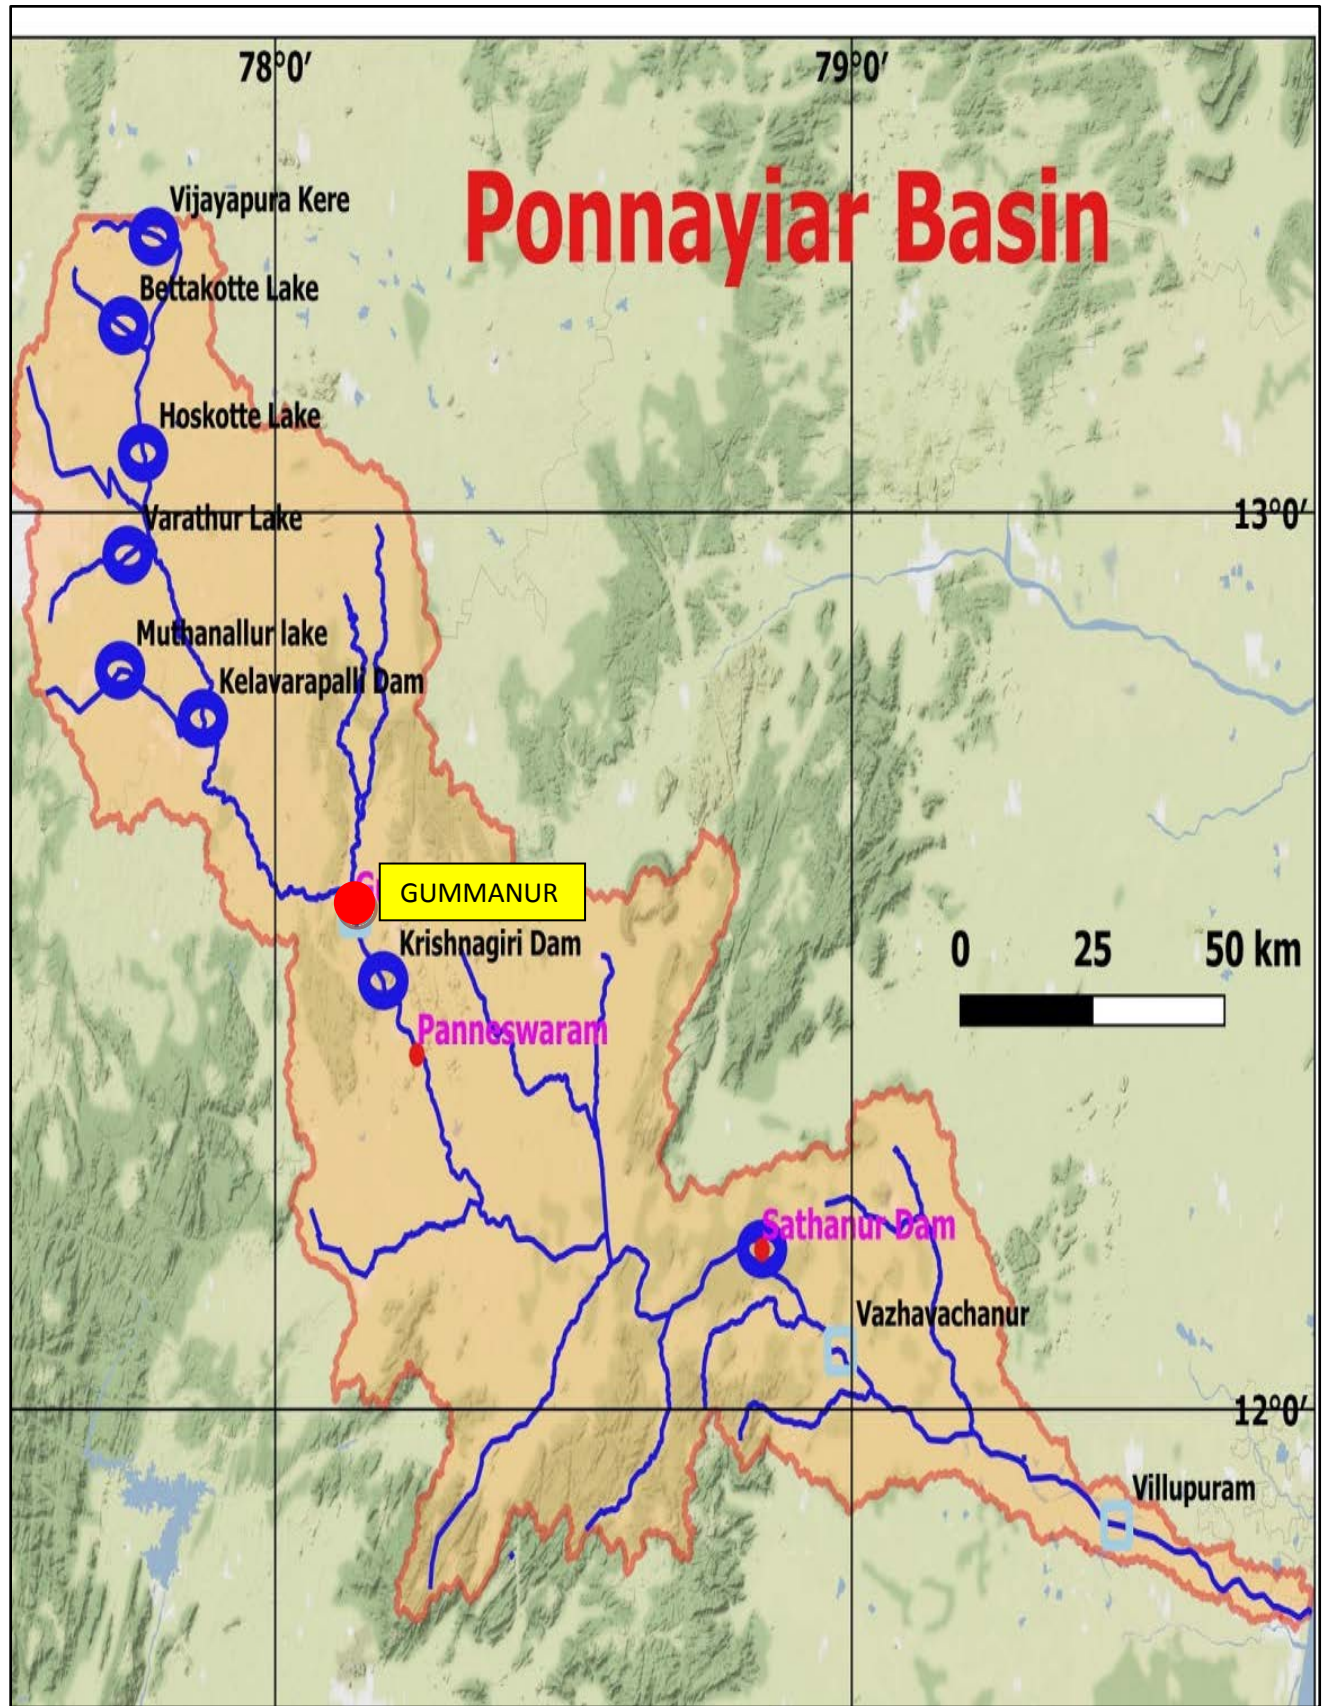 78°0′
79°0′
Ponnayiar Basin
Vijayapura Kere
Bettakotte Lake
Hoskotte Lake
13°0′
Varathur Lake
Muthanallur lake
Kelavarapalli Dam
GUMMANUR
Krishnagiri Dam
0 25 50 km
Panneswaram
Sathanur Dam
Vazhavachanur
12°0′
Villupuram